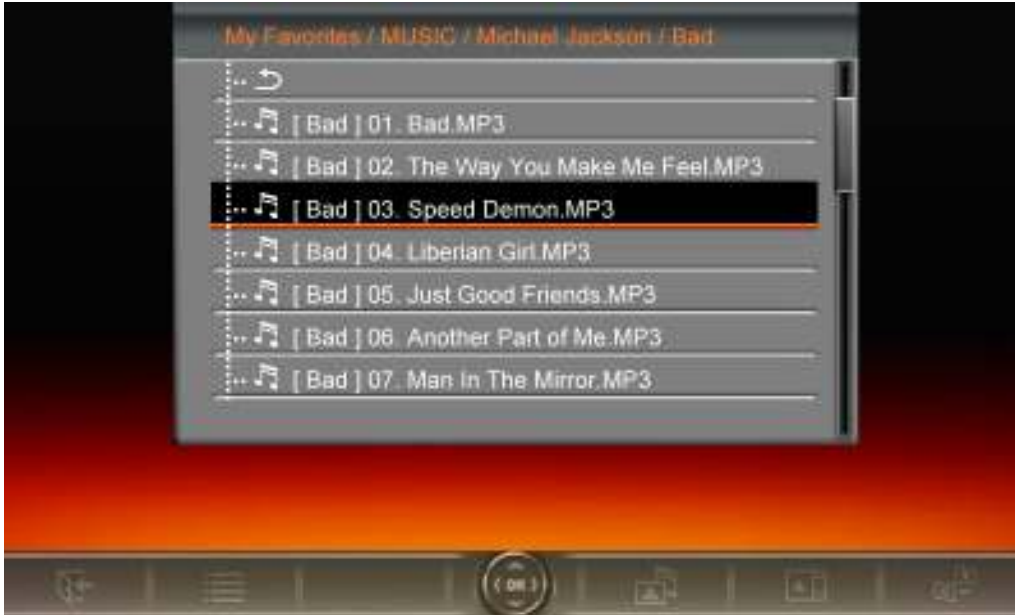 My Favorites / MUSIC / Michael Jackson / Bad
[ Bad ] 01. Bad.MP3
[ Bad ] 02. The Way You Make Me Feel.MP3
[ Bad ] 03. Speed Demon.MP3
[ Bad ] 04. Liberian Girl.MP3
[ Bad ] 05. Just Good Friends.MP3
[ Bad ] 06. Another Part of Me.MP3
[ Bad ] 07. Man In The Mirror.MP3
OK